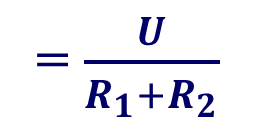 = U / (R₁+R₂)